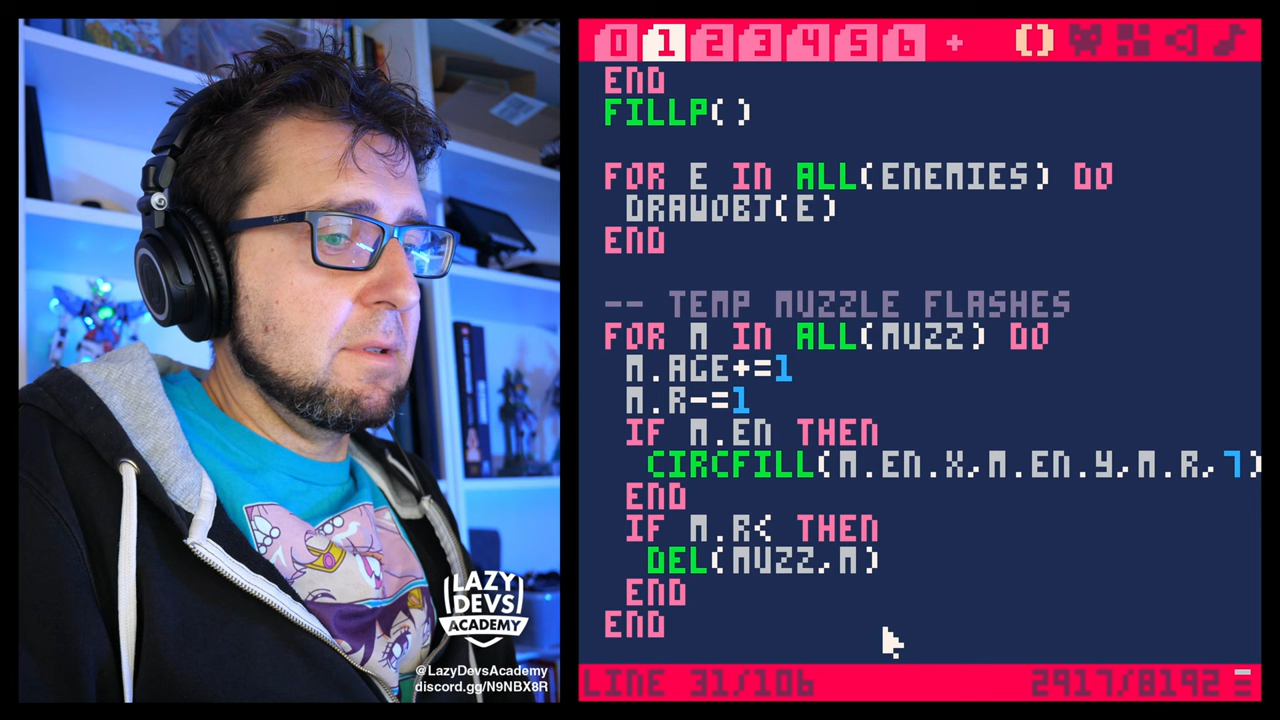 LAZY
DEVS
ACADEMY
@LazyDevsAcademy
discord.gg/N9NBX8R
0 1 2 3 4 5 6 +
END
FILLP()
FOR E IN ALL(ENEMIES) DO
DRAWOBJ(E)
END
-- TEMP MUZZLE FLASHES
FOR M IN ALL(MUZZ) DO
M.AGE+=1
M.R-=1
IF M.EN THEN
CIRCFILL(M.EN.X,M.EN.Y,M.R,7)
END
IF M.R< THEN
DEL(MUZZ,M)
END
END
LINE 31/106
2917/8192